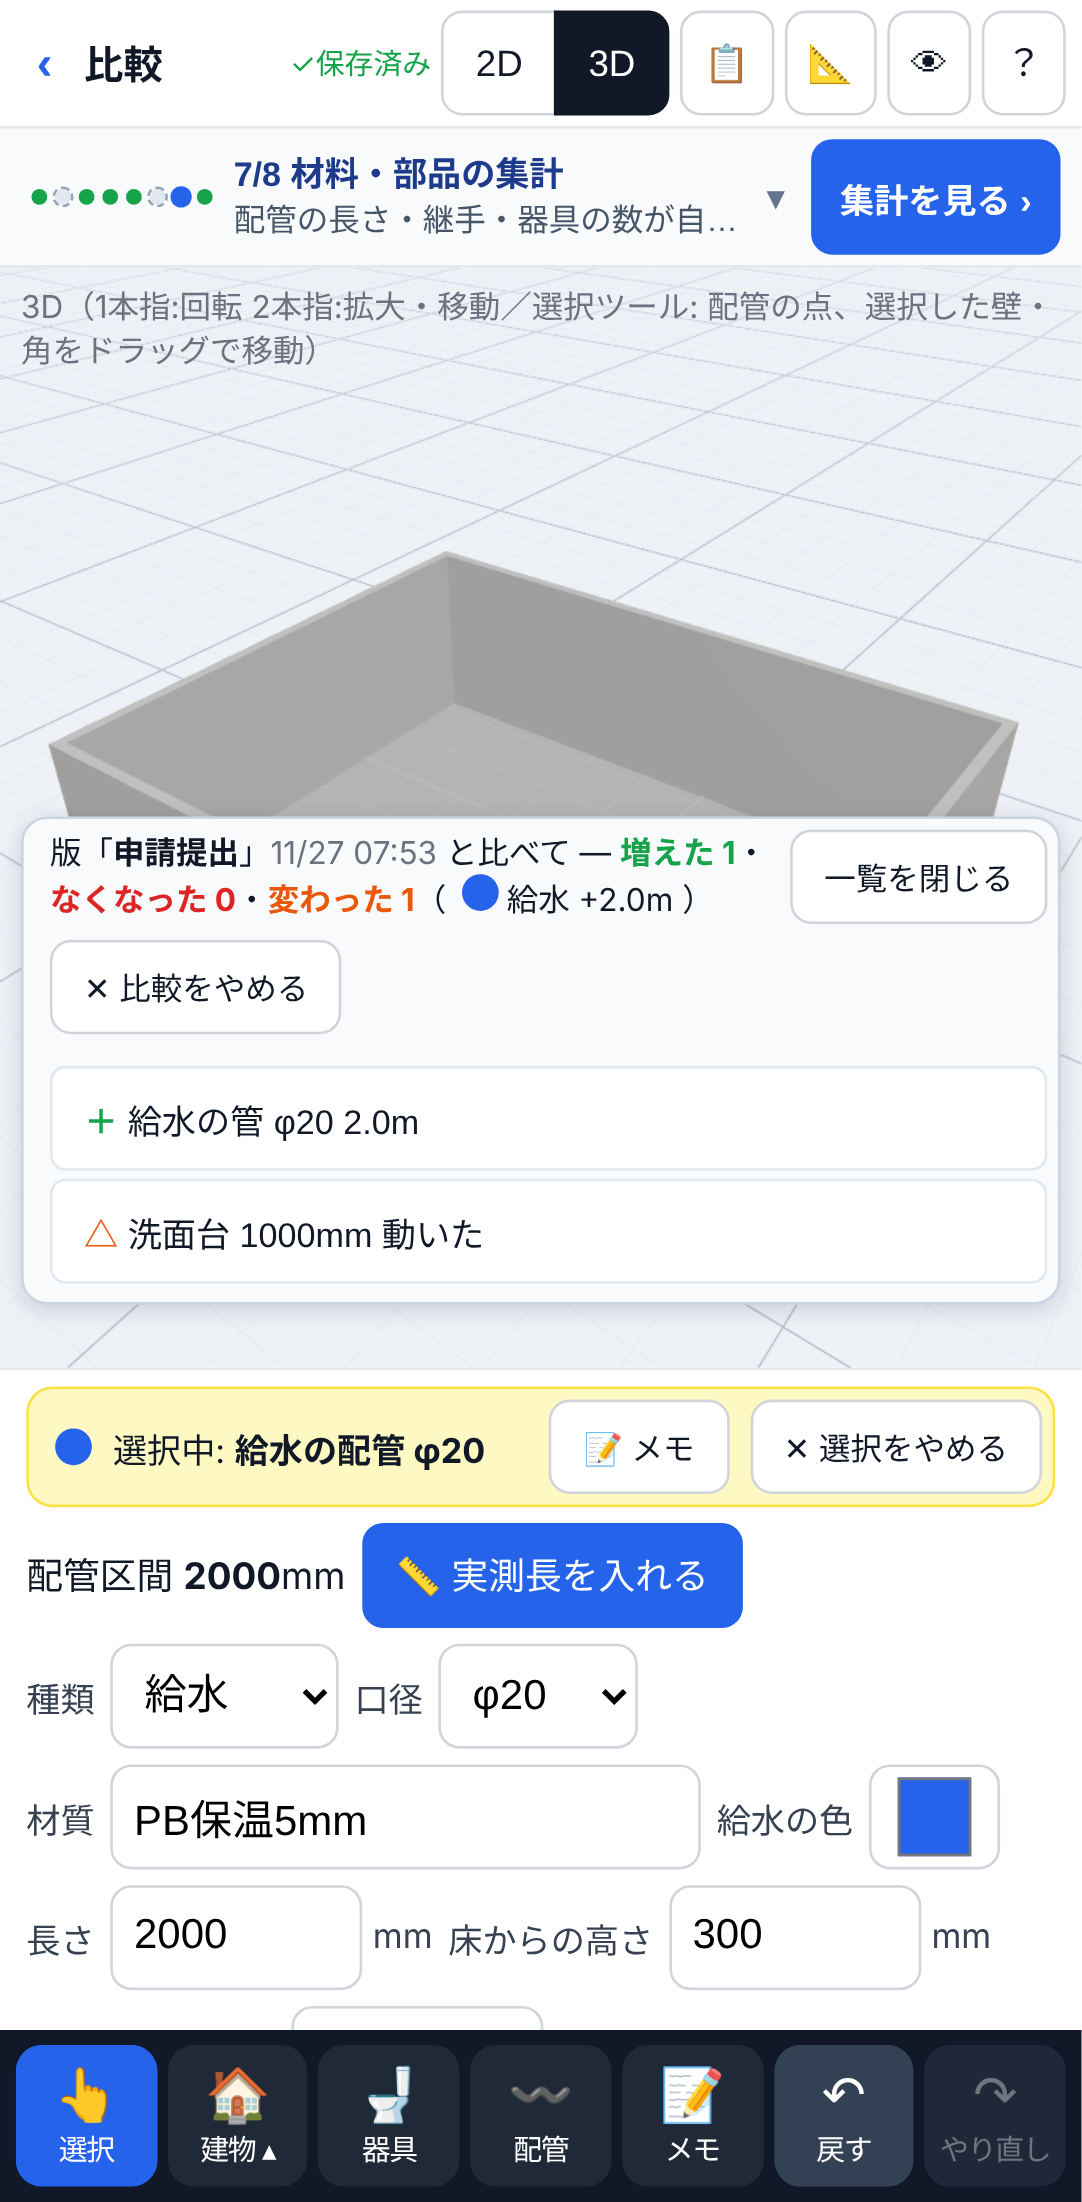 ‹ 比較 ✓保存済み 2D 3D ?
7/8 材料・部品の集計
配管の長さ・継手・器具の数が自… ▼ 集計を見る ›
3D（1本指:回転 2本指:拡大・移動／選択ツール: 配管の点、選択した壁・
角をドラッグで移動）
版「申請提出」11/27 07:53 と比べて — 増えた 1・ 一覧を閉じる
なくなった 0・変わった 1（ 給水 +2.0m ）
× 比較をやめる
＋ 給水の管 φ20 2.0m
△ 洗面台 1000mm 動いた
選択中: 給水の配管 φ20 メモ × 選択をやめる
配管区間 2000mm 実測長を入れる
種類 給水 口径 φ20
材質 PB保温5mm 給水の色
長さ 2000 mm 床からの高さ 300 mm
選択 建物▲ 器具 配管 メモ 戻す やり直し